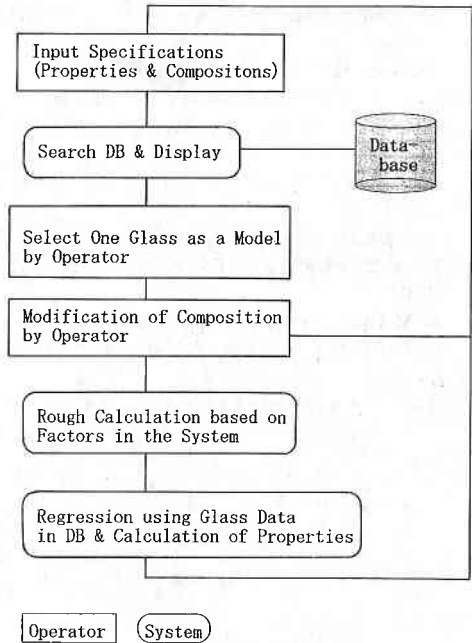 Input Specifications
(Properties & Compositons)
Search DB & Display
Data-
base
Select One Glass as a Model
by Operator
Modification of Composition
by Operator
Rough Calculation based on
Factors in the System
Regression using Glass Data
in DB & Calculation of Properties
Operator
System